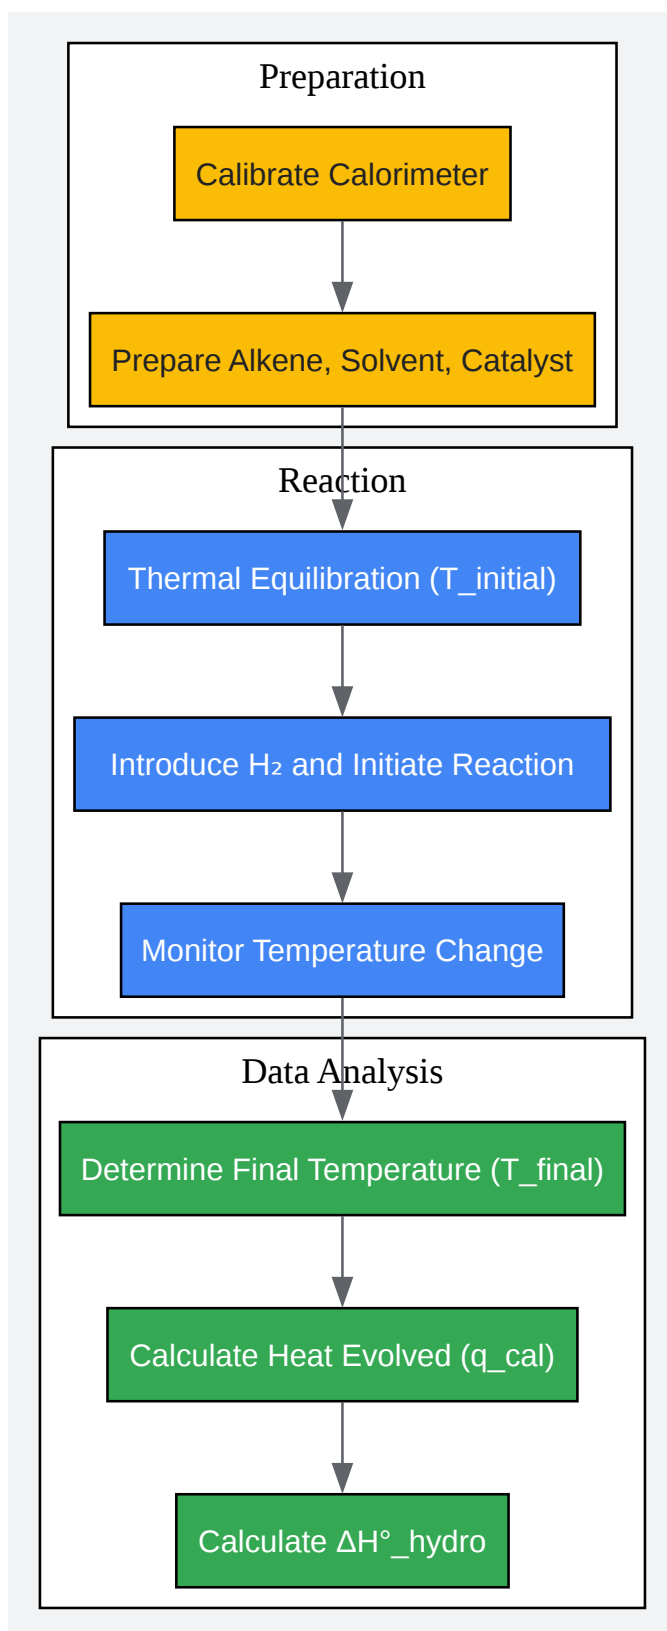 Preparation
Calibrate Calorimeter
Prepare Alkene, Solvent, Catalyst
Reaction
Thermal Equilibration (T_initial)
Introduce H₂ and Initiate Reaction
Monitor Temperature Change
Data Analysis
Determine Final Temperature (T_final)
Calculate Heat Evolved (q_cal)
Calculate ΔH°_hydro